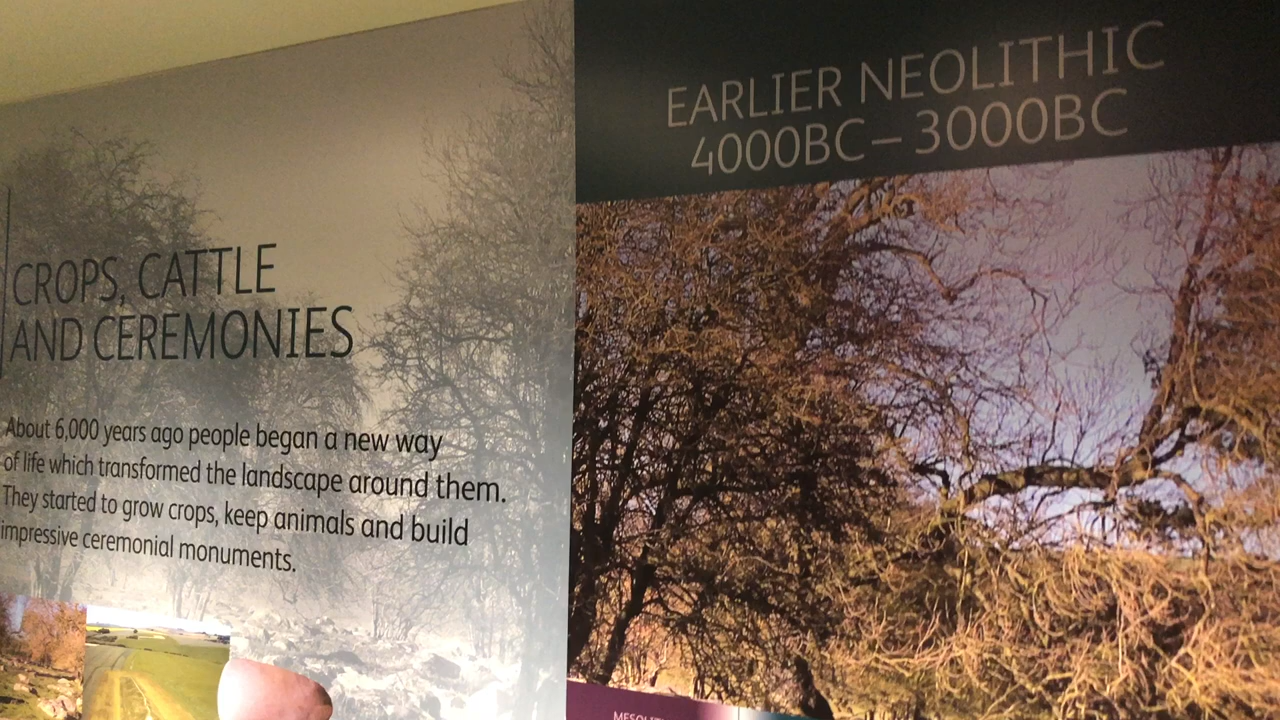 CROPS, CATTLE
AND CEREMONIES
About 6,000 years ago people began a new way
of life which transformed the landscape around them.
They started to grow crops, keep animals and build
impressive ceremonial monuments.
EARLIER NEOLITHIC
4000BC – 3000BC